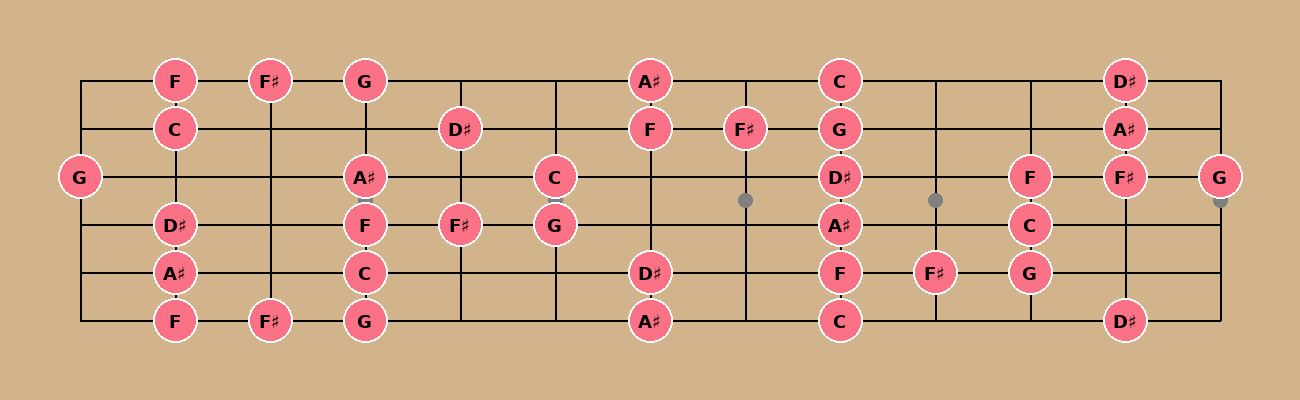 F F♯ G A♯ C D♯
C D♯ F F♯ G A♯
G A♯ C D♯ F F♯ G
D♯ F F♯ G A♯ C
A♯ C D♯ F F♯ G
F F♯ G A♯ C D♯